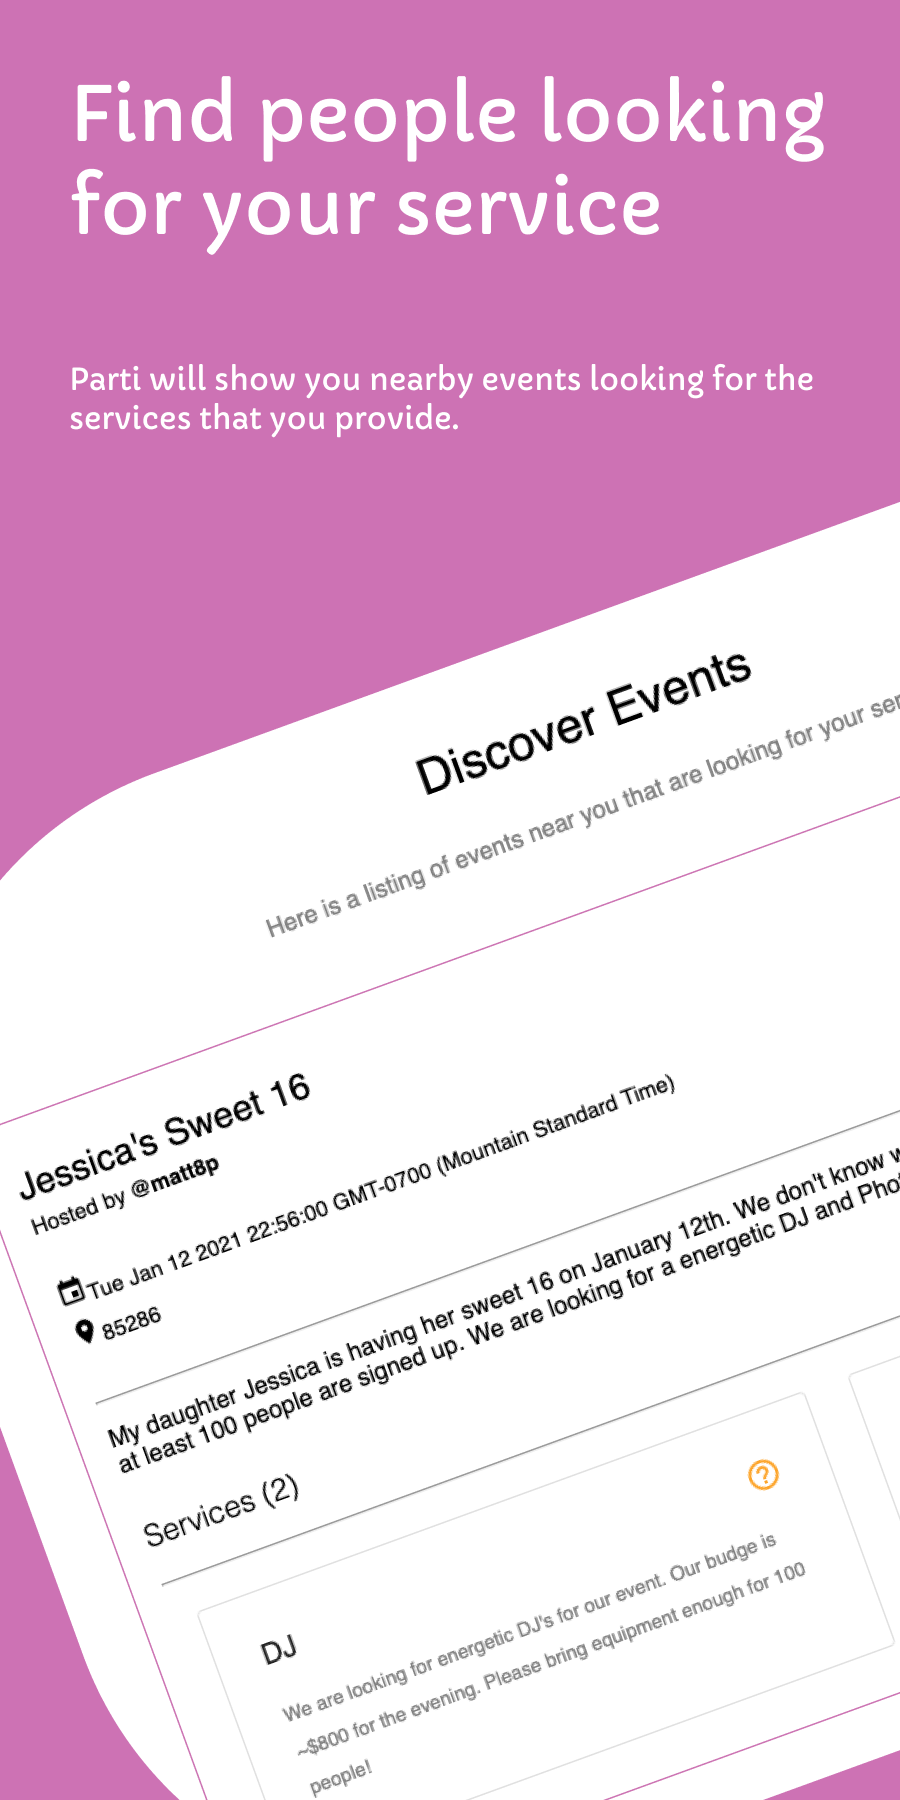 Find people looking
for your service
Parti will show you nearby events looking for the
services that you provide.
Discover Events
Here is a listing of events near you that are looking for your
Jessica's Sweet 16
Hosted by @matt8p
Tue Jan 12 2021 22:56:00 GMT-0700 (Mountain Standard Time)
85286
My daughter Jessica is having her sweet 16 on January 12th. We don't know
at least 100 people are signed up. We are looking for a energetic DJ and
Services (2)
DJ
We are looking for energetic DJ's for our event. Our budge is
~$800 for the evening. Please bring equipment enough for 100
people!